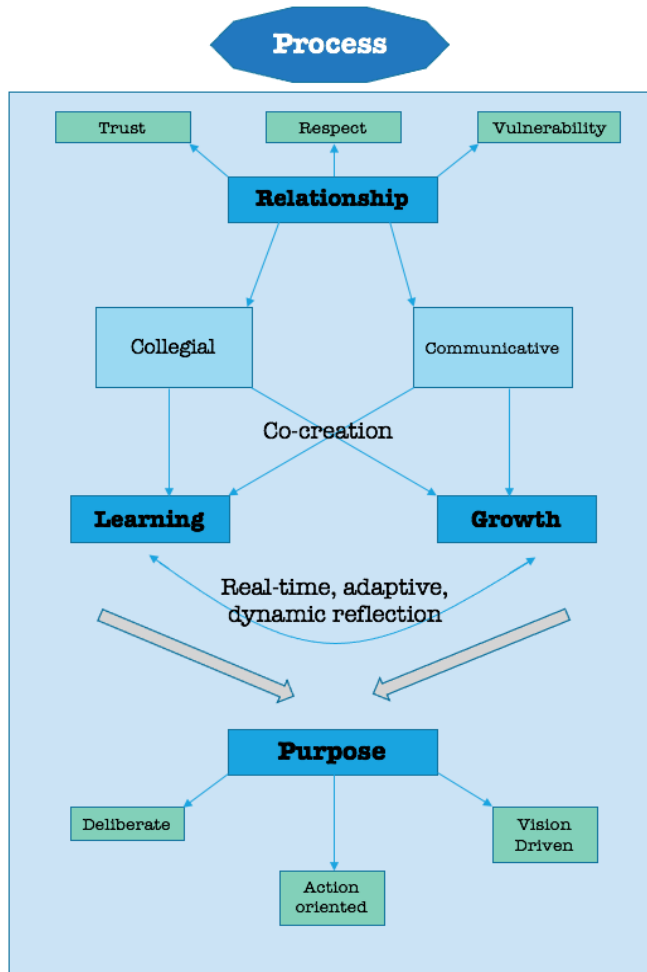 Process
Trust
Respect
Vulnerability
Relationship
Collegial
Communicative
Co-creation
Learning
Growth
Real-time, adaptive,
dynamic reflection
Purpose
Deliberate
Vision
Driven
Action
oriented